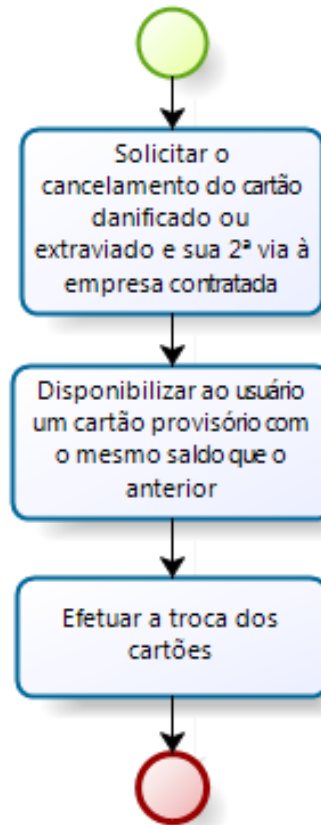 Solicitar o
cancelamento do cartão
danificado ou
extraviado e sua 2ª via à
empresa contratada
Disponibilizar ao usuário
um cartão provisório com
o mesmo saldo que o
anterior
Efetuar a troca dos
cartões